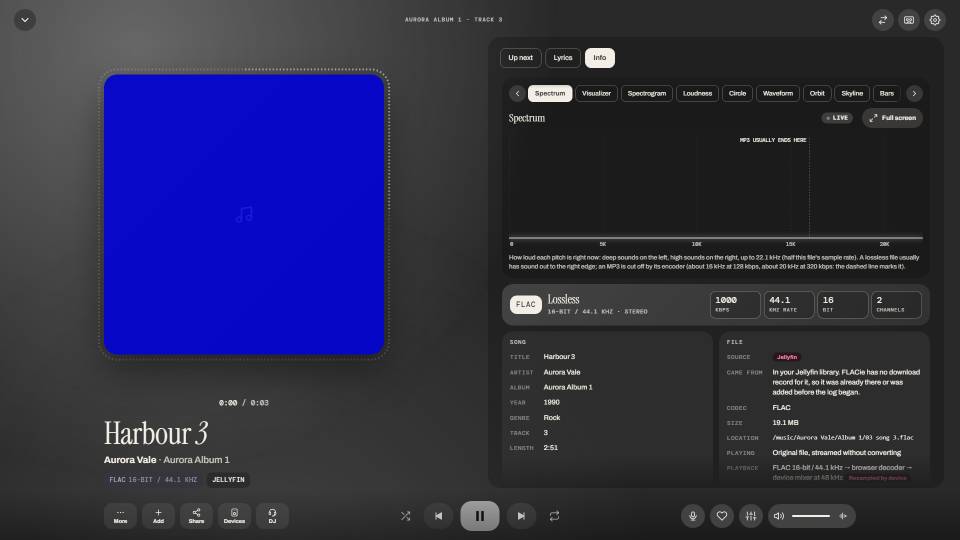 AURORA ALBUM 1 · TRACK 3
Up next
Lyrics
Info
Spectrum
Visualizer
Spectrogram
Loudness
Circle
Waveform
Orbit
Skyline
Bars
Spectrum
LIVE
Full screen
MP3 USUALLY ENDS HERE
0
5K
10K
15K
20K
How loud each pitch is right now: deep sounds on the left, high sounds on the right, up to 22.1 kHz (half this file's sample rate). A lossless file usually
has sound out to the right edge; an MP3 is cut off by its encoder (about 16 kHz at 128 kbps, about 20 kHz at 320 kbps: the dashed line marks it).
FLAC
Lossless
16-BIT / 44.1 KHZ · STEREO
1000
KBPS
44.1
KHZ RATE
16
BIT
2
CHANNELS
SONG
TITLE Harbour 3
ARTIST Aurora Vale
ALBUM Aurora Album 1
YEAR 1990
GENRE Rock
TRACK 3
LENGTH 2:51
FILE
SOURCE Jellyfin
CAME FROM In your Jellyfin library. FLACie has no download
record for it, so it was already there or was
added before the log began.
CODEC FLAC
SIZE 19.1 MB
LOCATION /music/Aurora Vale/Album 1/03 song 3.flac
PLAYING Original file, streamed without converting
PLAYBACK FLAC 16-bit / 44.1 kHz → browser decoder →
device mixer at 48 kHz Resampled by device
0:00 / 0:03
Harbour 3
Aurora Vale · Aurora Album 1
FLAC 16-BIT / 44.1 KHZ
JELLYFIN
More
Add
Share
Devices
DJ